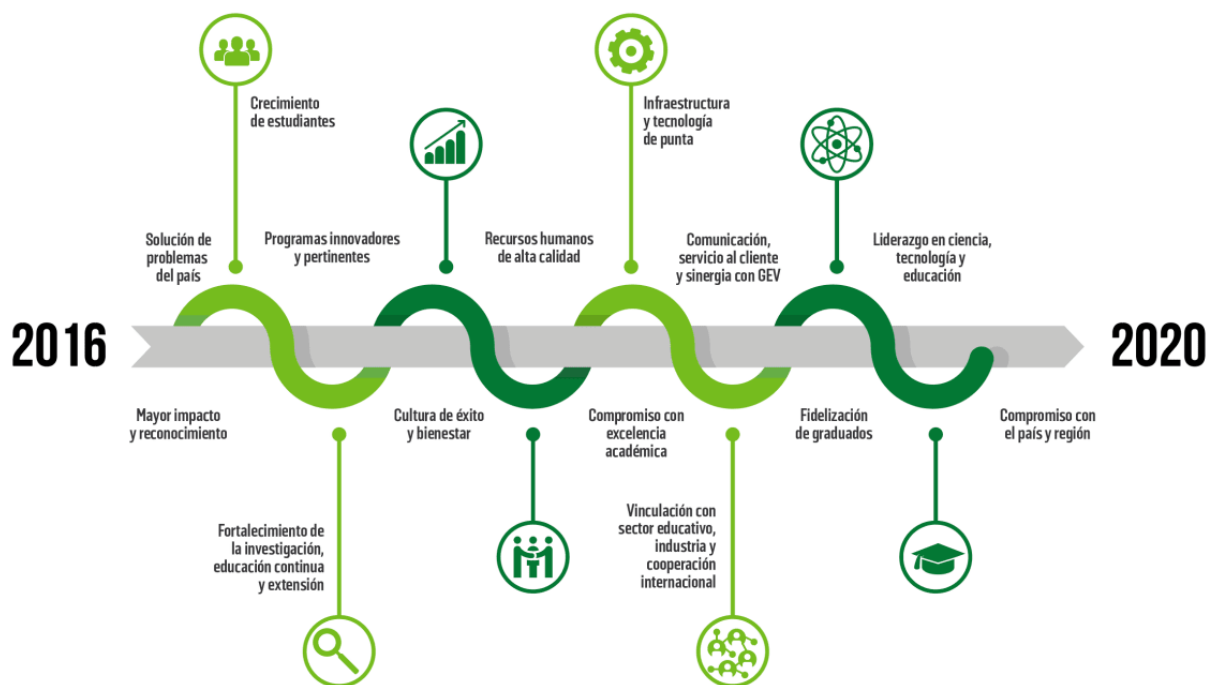 Crecimiento
de estudiantes
Infraestructura
y tecnología
de punta
Solución de
problemas
del país
Programas innovadores
y pertinentes
Recursos humanos
de alta calidad
Comunicación,
servicio al cliente
y sinergia con GEV
Liderazgo en ciencia,
tecnología y
educación
2016
2020
Mayor impacto
y reconocimiento
Cultura de éxito
y bienestar
Compromiso con
excelencia
académica
Fidelización
de graduados
Compromiso con
el país y región
Fortalecimiento de
la investigación,
educación continua
y extensión
Vinculación con
sector educativo,
industria y
cooperación
internacional